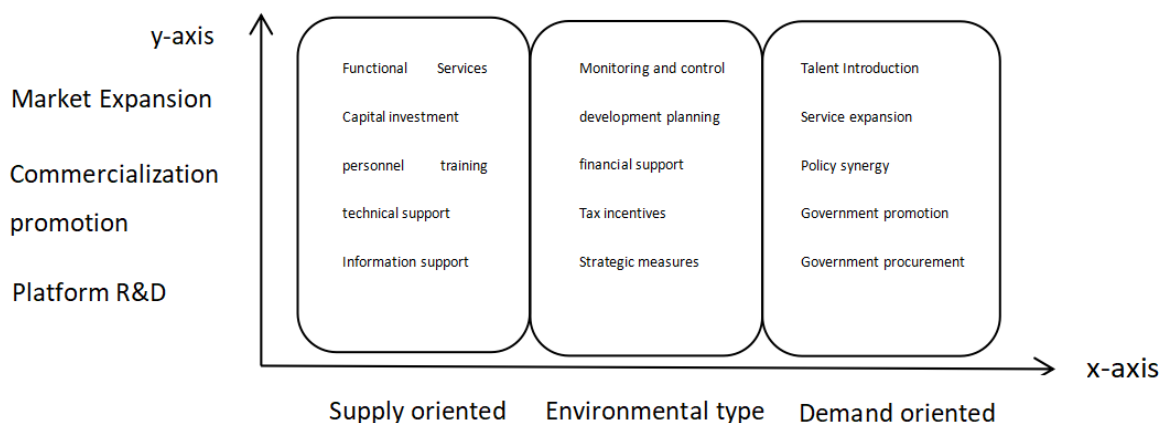 y-axis
Market Expansion
Commercialization
promotion
Platform R&D
Functional Services
Capital investment
personnel training
technical support
Information support
Monitoring and control
development planning
financial support
Tax incentives
Strategic measures
Talent Introduction
Service expansion
Policy synergy
Government promotion
Government procurement
x-axis
Supply oriented
Environmental type
Demand oriented